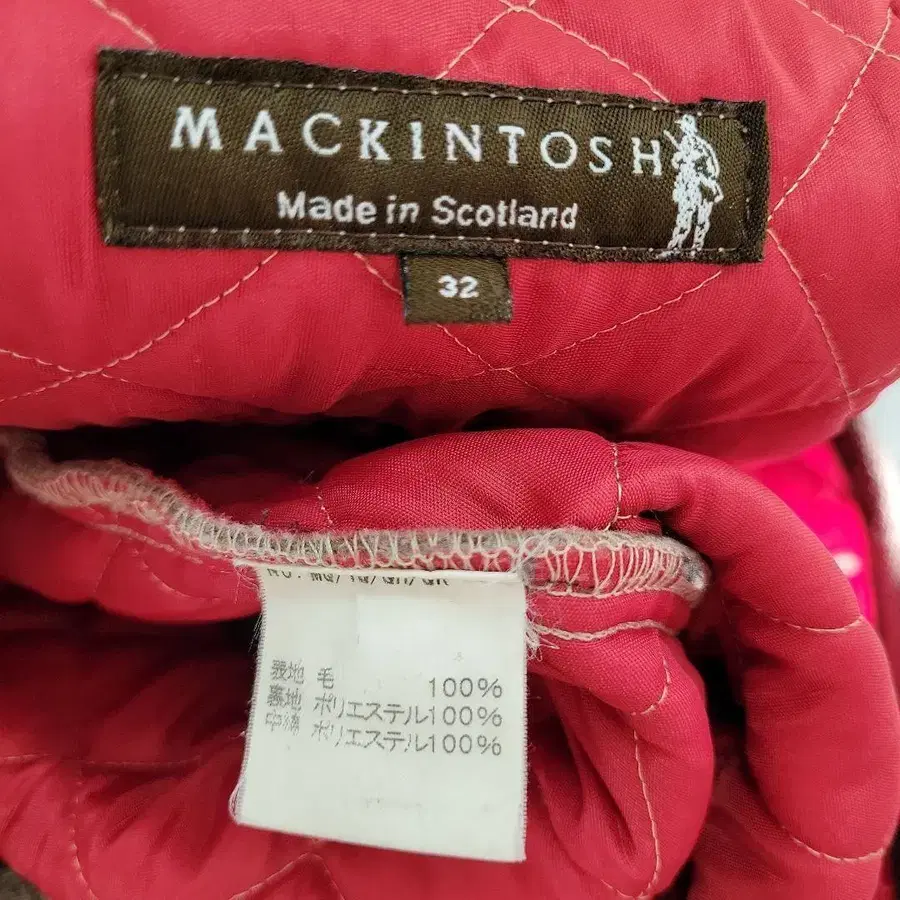 MACKINTOSH
Made in Scotland
32
表地 毛 100%
裏地 ポリエステル100%
中綿 ポリエステル100%